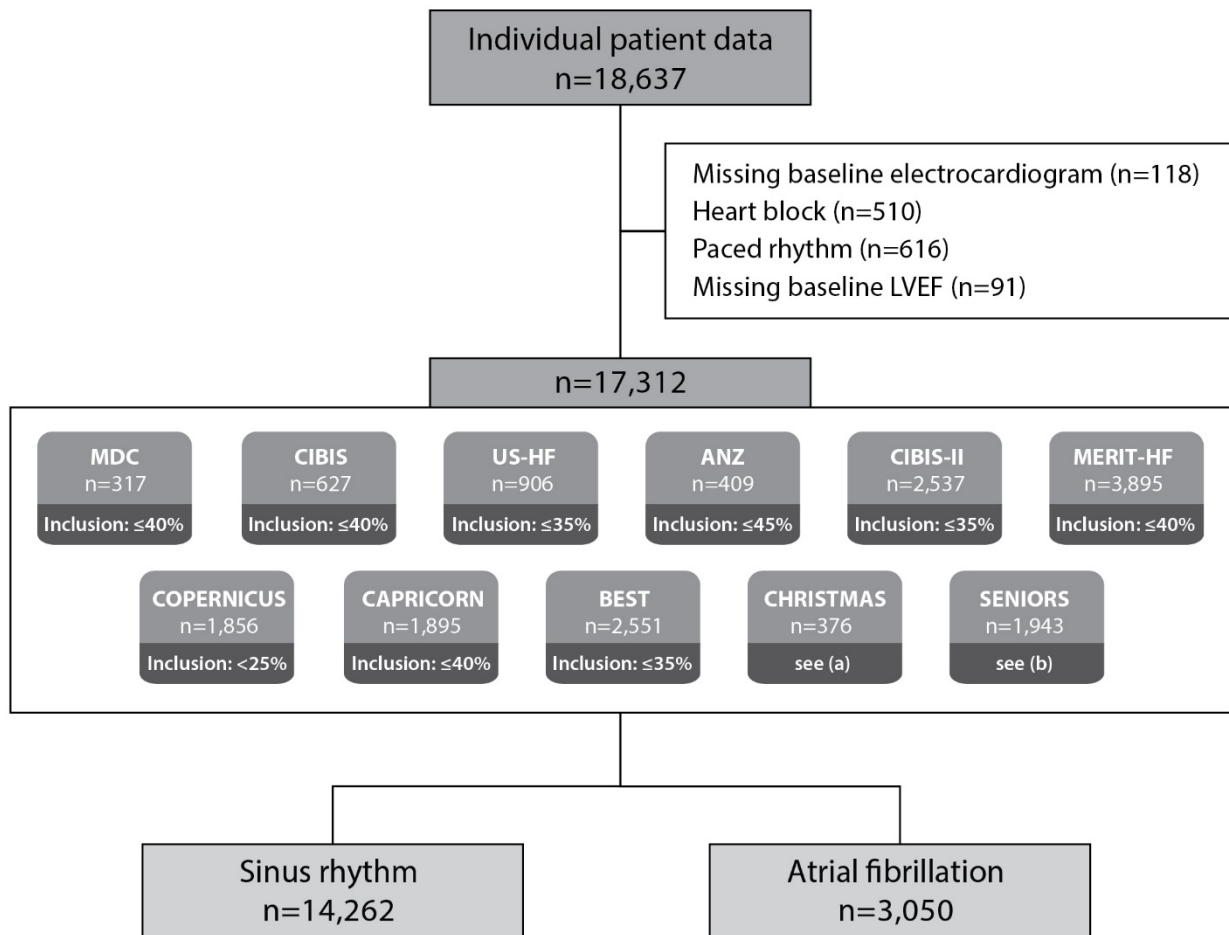 Individual patient data
n=18,637
Missing baseline electrocardiogram (n=118)
Heart block (n=510)
Paced rhythm (n=616)
Missing baseline LVEF (n=91)
n=17,312
MDC
n=317
Inclusion: ≤40%
CIBIS
n=627
Inclusion: ≤40%
US-HF
n=906
Inclusion: ≤35%
ANZ
n=409
Inclusion: ≤45%
CIBIS-II
n=2,537
Inclusion: ≤35%
MERIT-HF
n=3,895
Inclusion: ≤40%
COPERNICUS
n=1,856
Inclusion: <25%
CAPRICORN
n=1,895
Inclusion: ≤40%
BEST
n=2,551
Inclusion: ≤35%
CHRISTMAS
n=376
see (a)
SENIORS
n=1,943
see (b)
Sinus rhythm
n=14,262
Atrial fibrillation
n=3,050